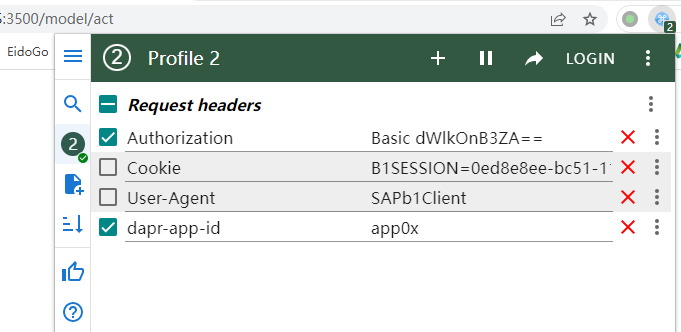 5:3500/model/act
2
EidoGo
2 Profile 2 LOGIN
Request headers
Authorization Basic dWlkOnB3ZA==
2
Cookie B1SESSION=0ed8e8ee-bc51-1
User-Agent SAPb1Client
dapr-app-id app0x